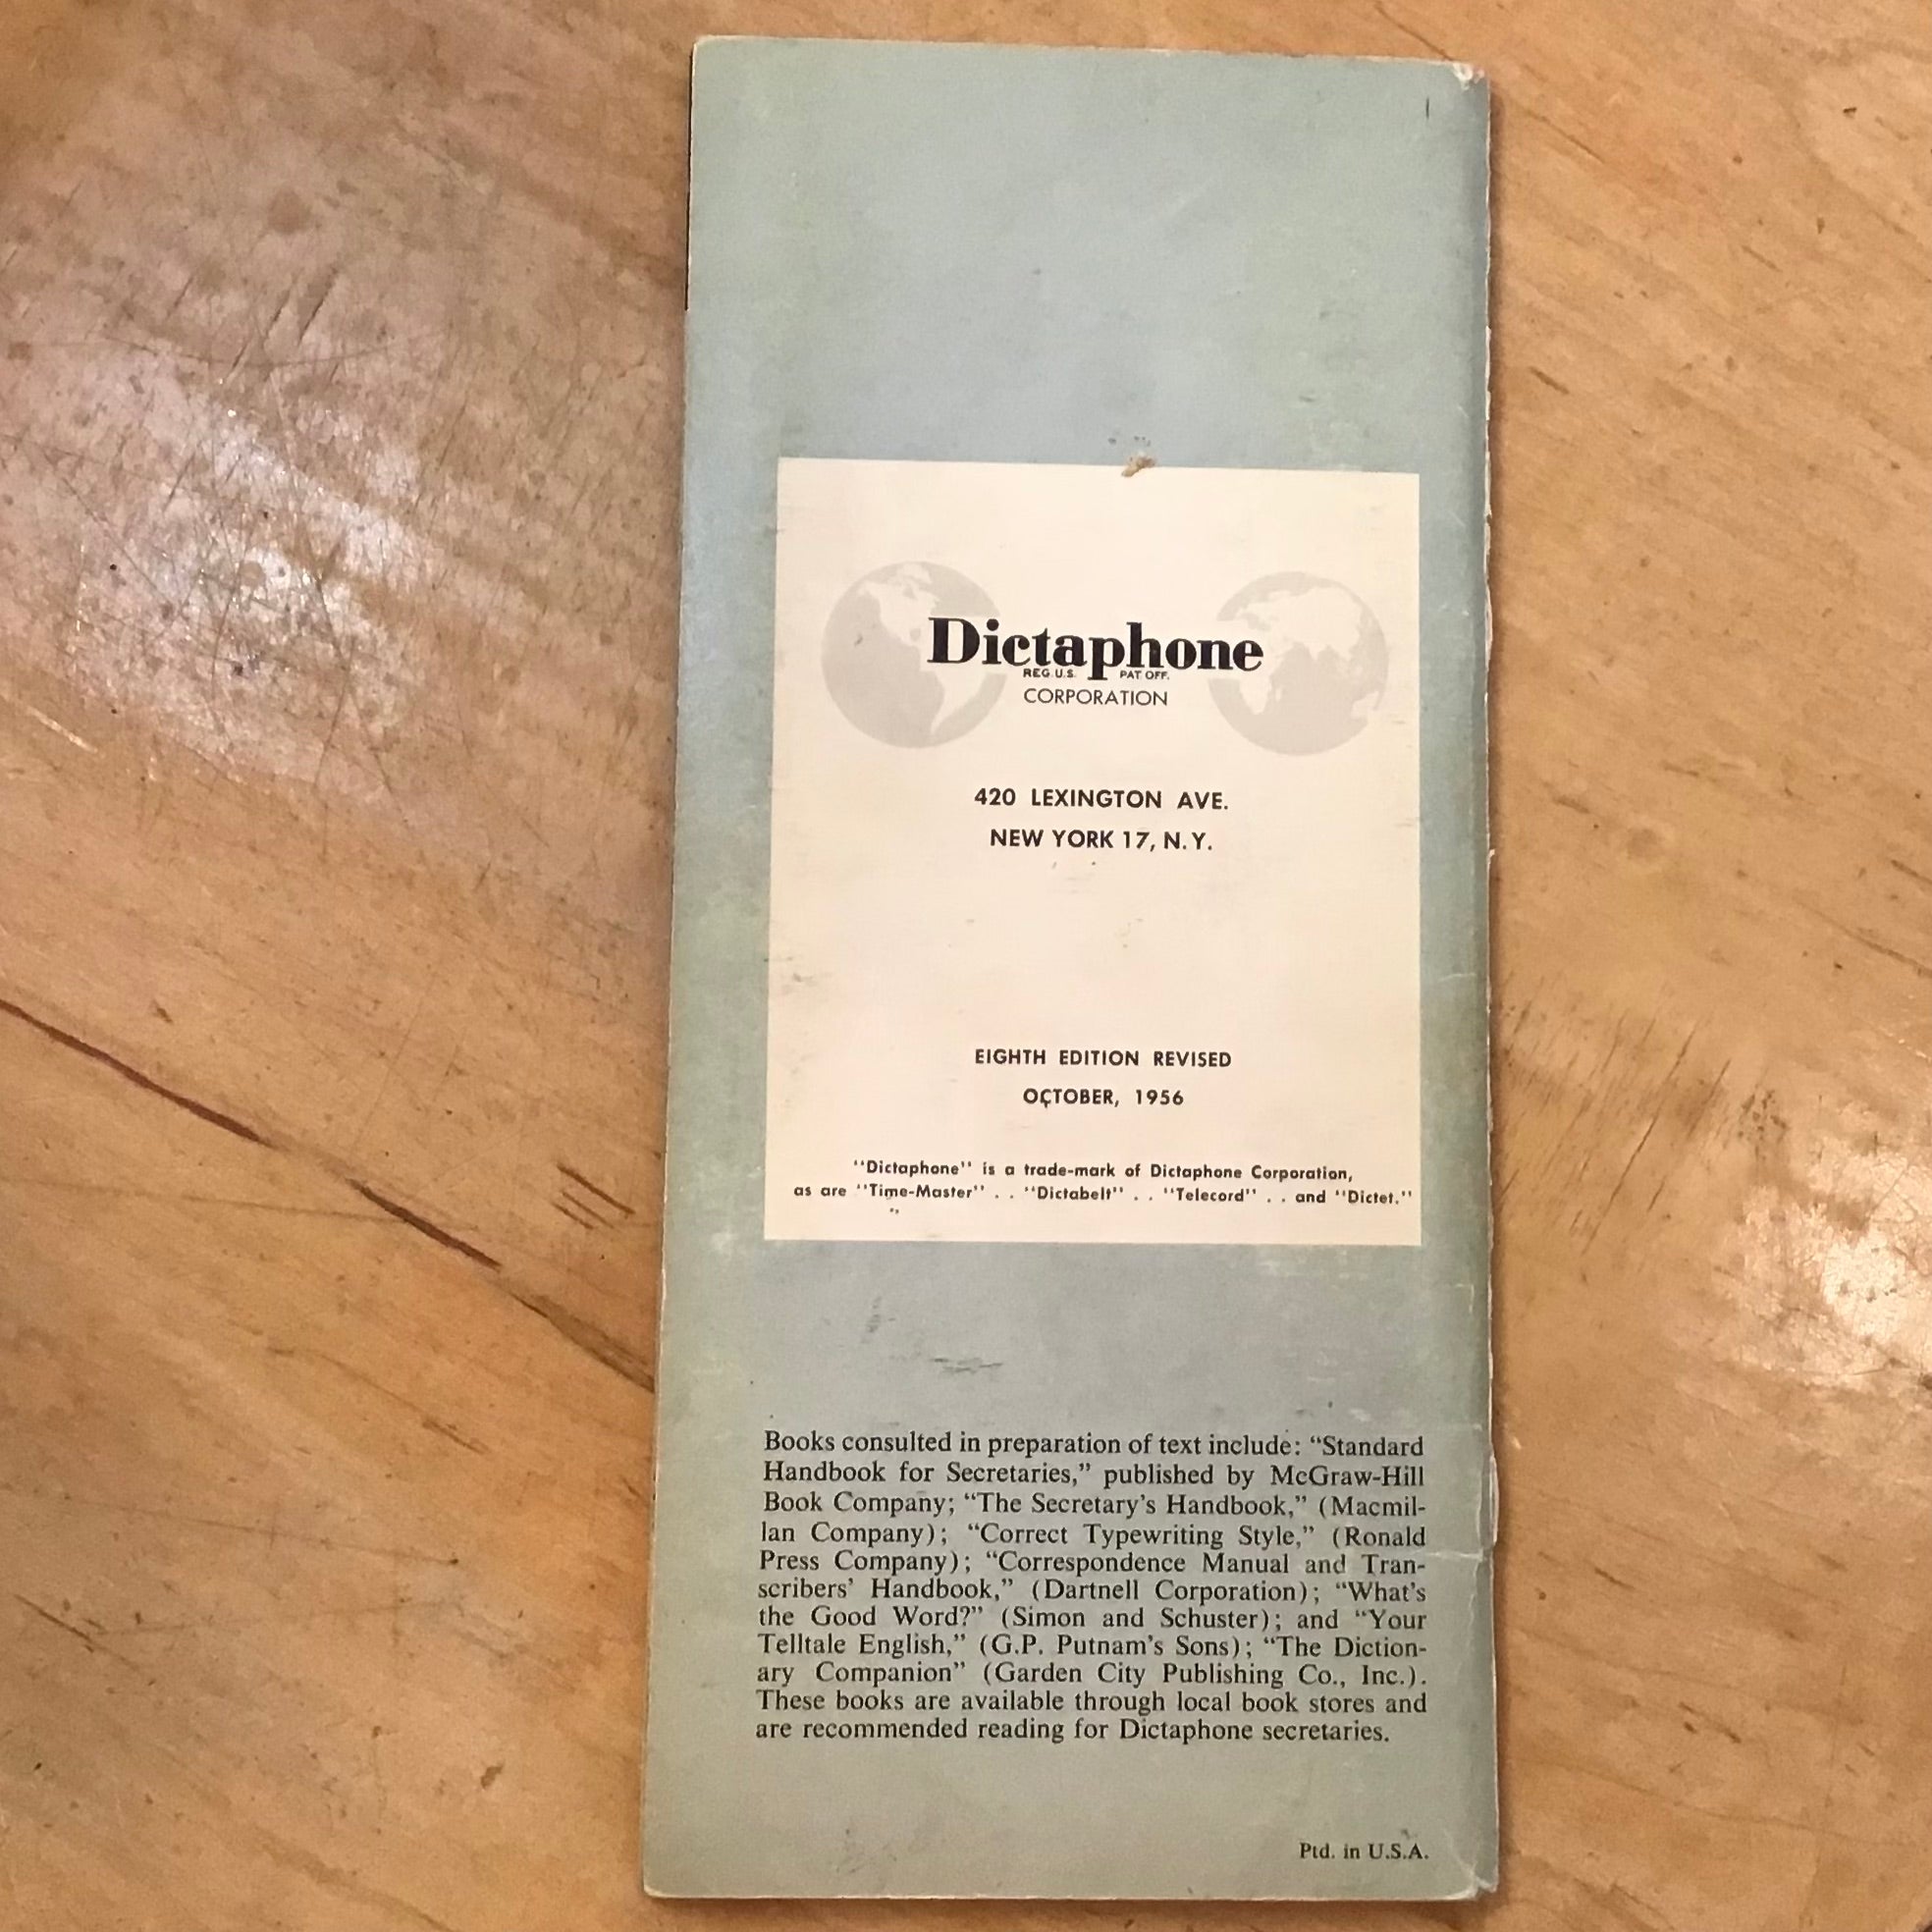 Dictaphone
REG. U.S. PAT. OFF.
CORPORATION
420 LEXINGTON AVE.
NEW YORK 17, N.Y.
EIGHTH EDITION REVISED
OCTOBER, 1956
"Dictaphone" is a trade-mark of Dictaphone Corporation,
as are "Time-Master" . . "Dictabelt" . . "Telecord" . . and "Dictet."
Books consulted in preparation of text include: “Standard
Handbook for Secretaries,” published by McGraw-Hill
Book Company; “The Secretary’s Handbook,” (Macmil-
lan Company); “Correct Typewriting Style,” (Ronald
Press Company); “Correspondence Manual and Tran-
scribers’ Handbook,” (Dartnell Corporation); “What’s
the Good Word?” (Simon and Schuster); and “Your
Telltale English,” (G.P. Putnam’s Sons); “The Diction-
ary Companion” (Garden City Publishing Co., Inc.).
These books are available through local book stores and
are recommended reading for Dictaphone secretaries.
Ptd. in U.S.A.